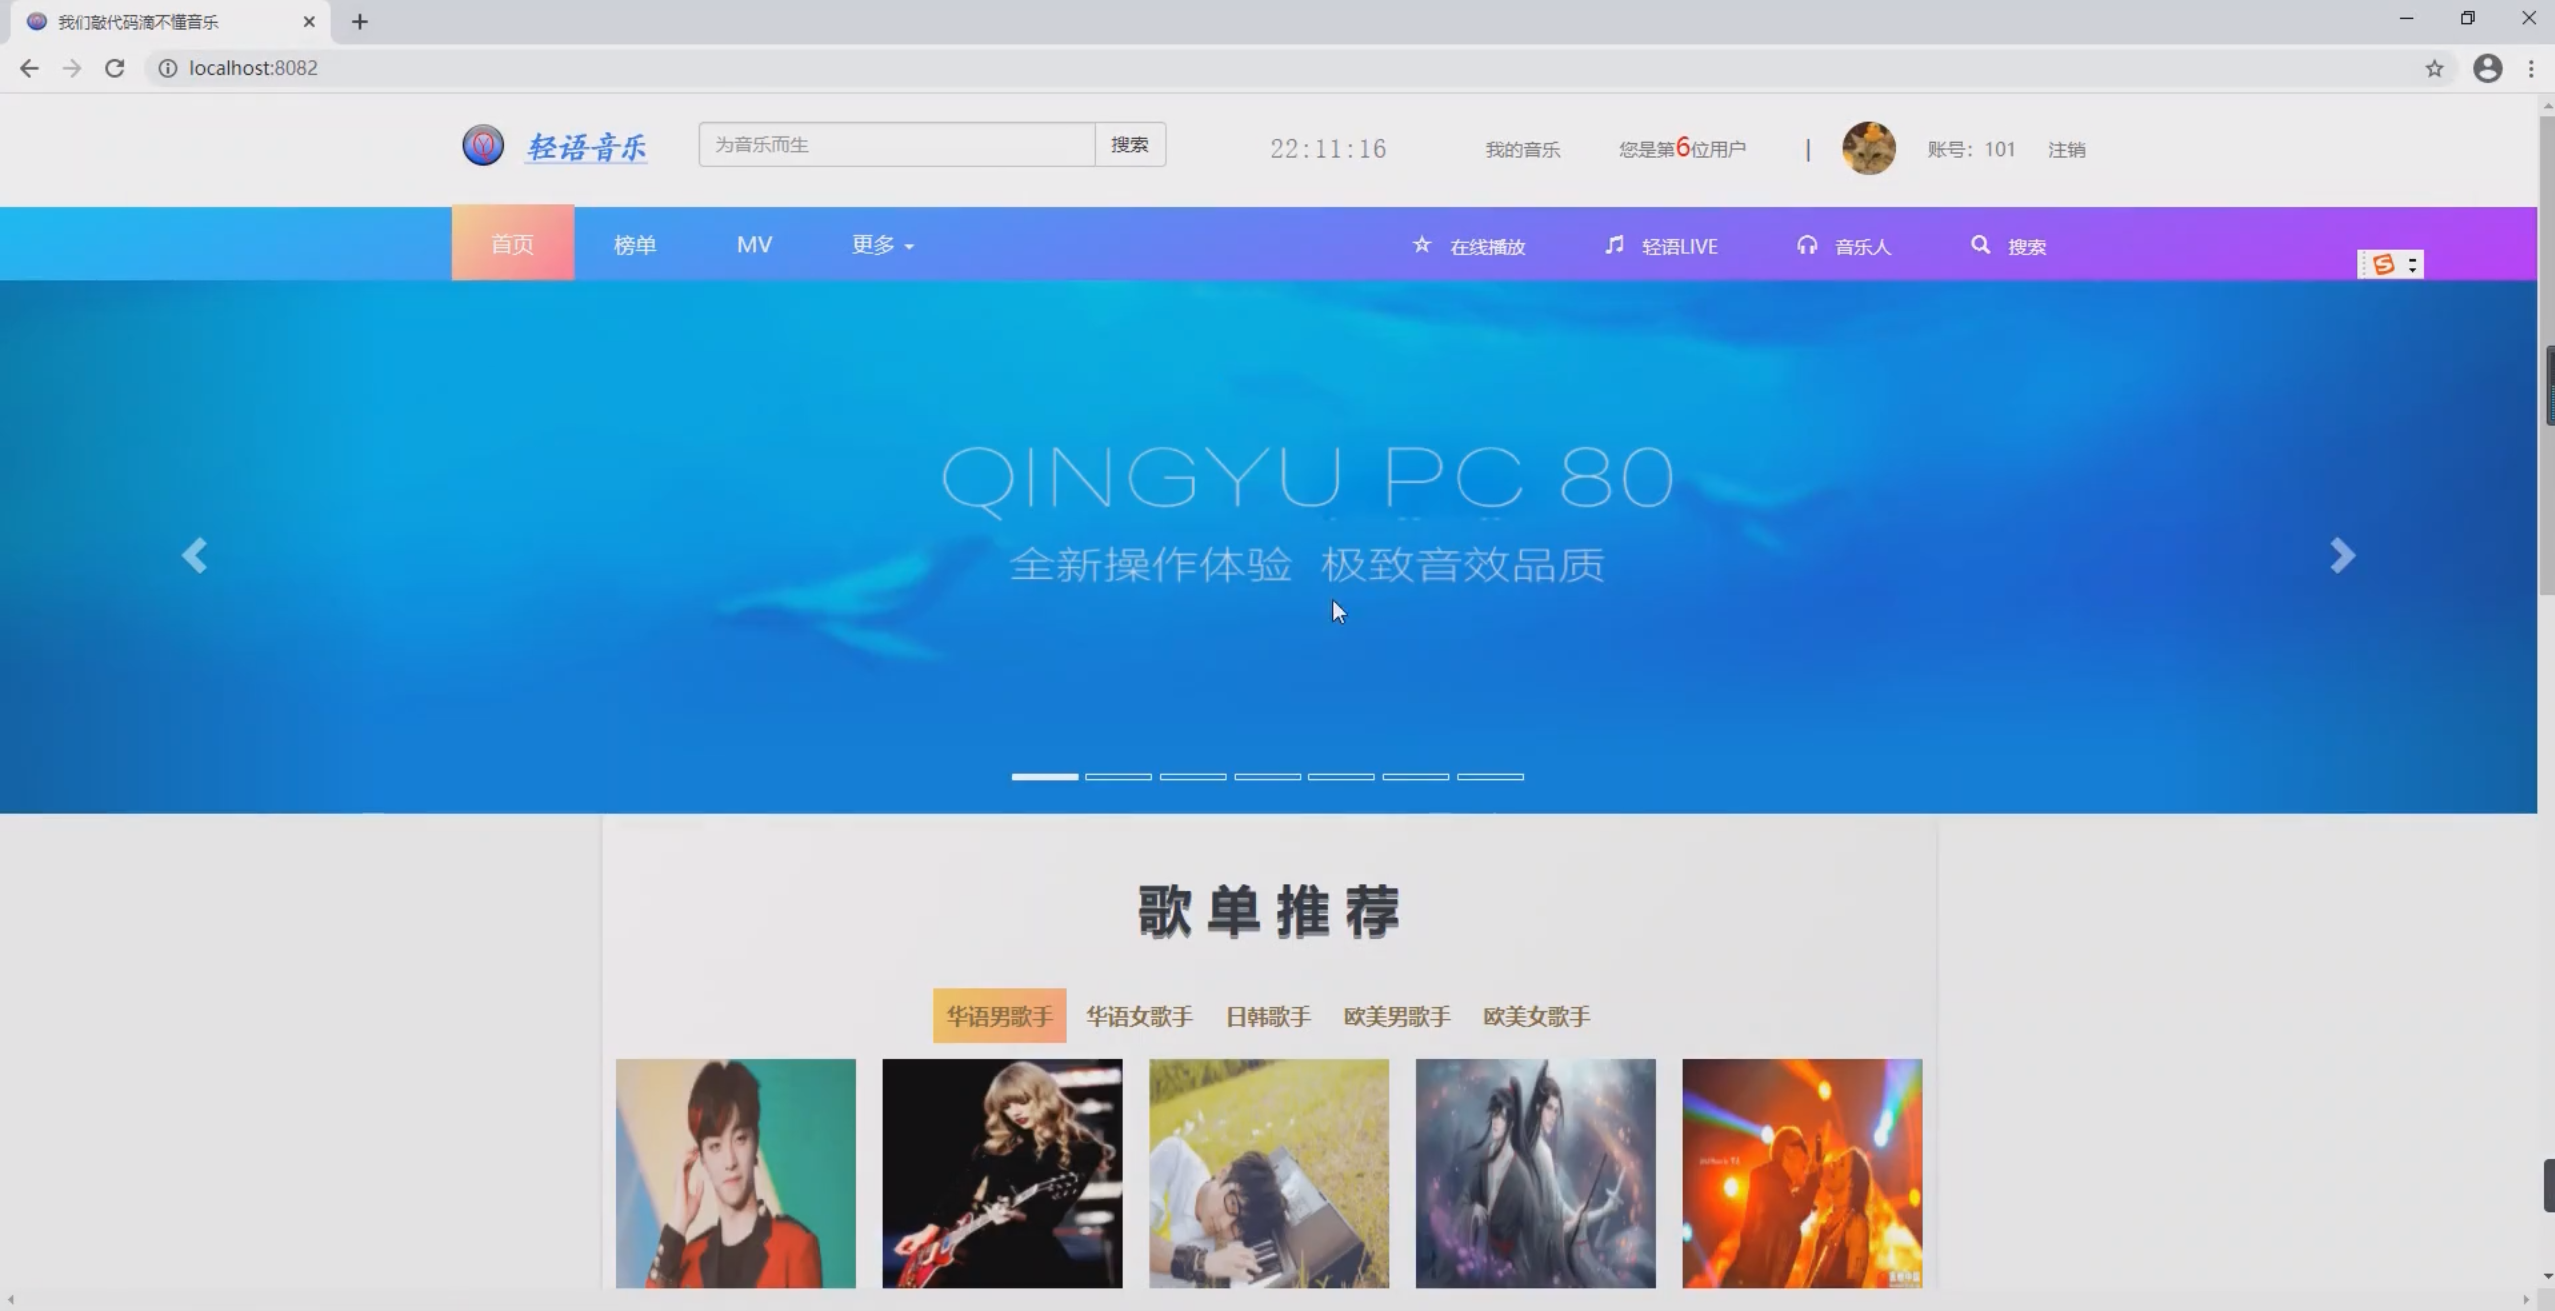 我们敲代码滴不懂音乐
localhost:8082
轻语音乐
为音乐而生
搜索
22:11:16
我的音乐
您是第6位用户
|
账号：101
注销
首页
榜单
MV
更多
在线播放
轻语LIVE
音乐人
搜索
QINGYU PC 80
全新操作体验 极致音效品质
歌单推荐
华语男歌手
华语女歌手
日韩歌手
欧美男歌手
欧美女歌手